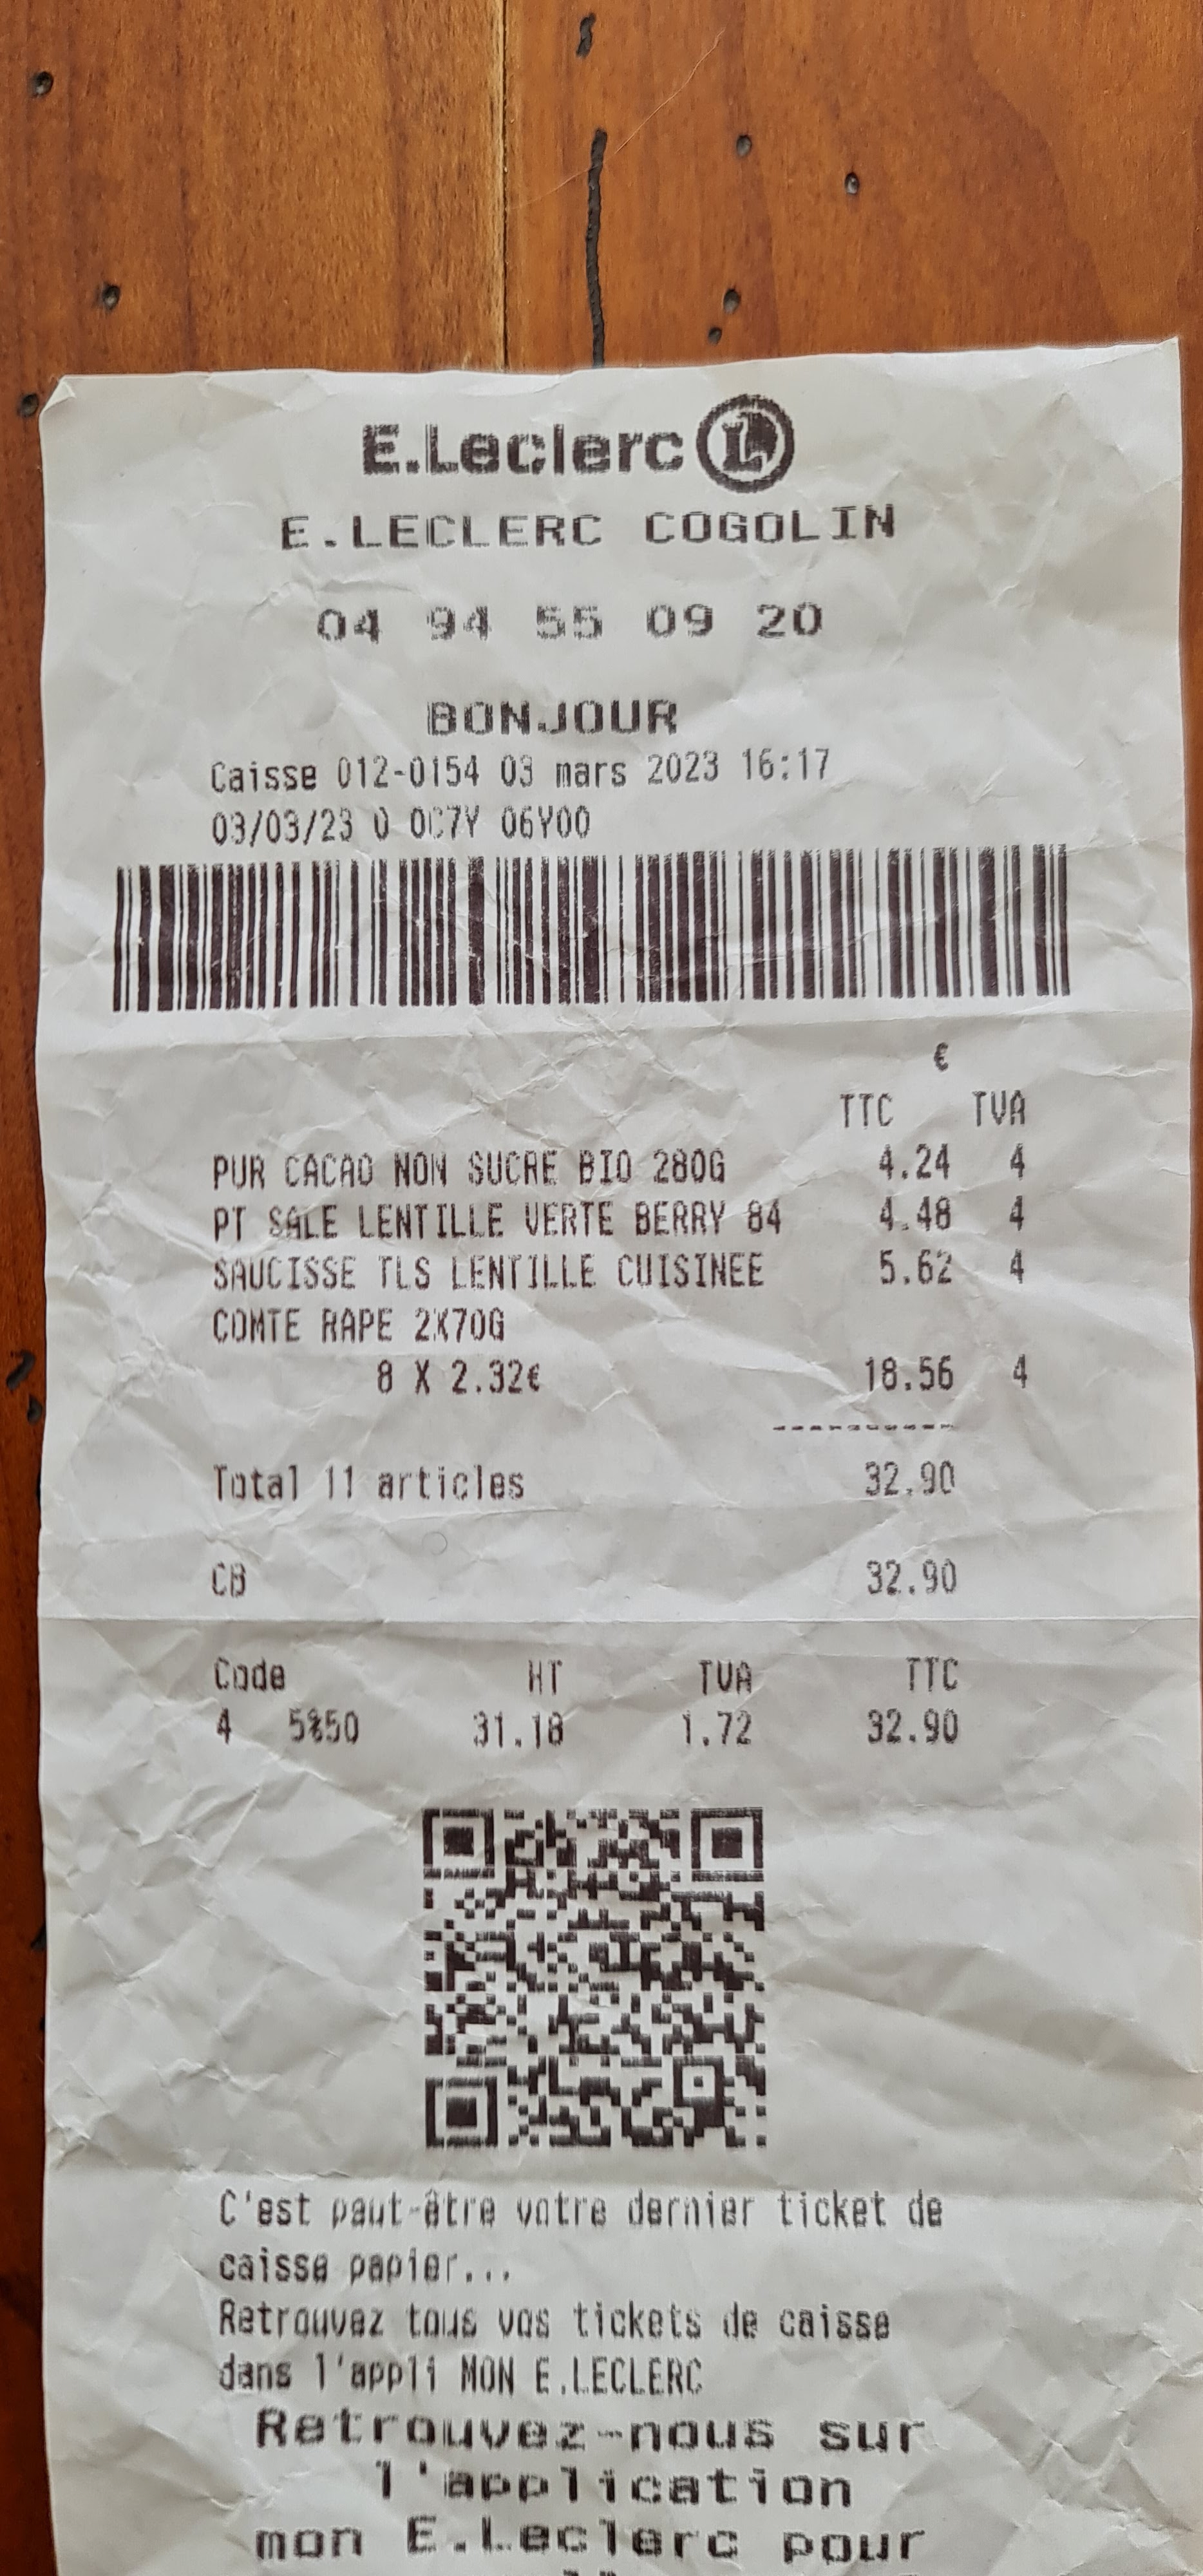 E.Leclerc L
E.LECLERC COGOLIN
04 94 55 09 20
BONJOUR
Caisse 012-0154 03 mars 2023 16:17
03/03/23 0 0C7Y 06Y00
€
TTC TVA
PUR CACAO NON SUCRE BIO 280G 4.24 4
PT SALE LENTILLE VERTE BERRY 84 4.48 4
SAUCISSE TLS LENTILLE CUISINEE 5.62 4
COMTE RAPE 2X70G
8 X 2.32€ 18.56 4
----------
Total 11 articles 32.90
CB 32.90
Code HT TVA TTC
4 5%50 31.18 1.72 32.90
C'est peut-être votre dernier ticket de
caisse papier...
Retrouvez tous vos tickets de caisse
dans l'appli MON E.LECLERC
Retrouvez-nous sur
l'application
mon E.Leclerc pour